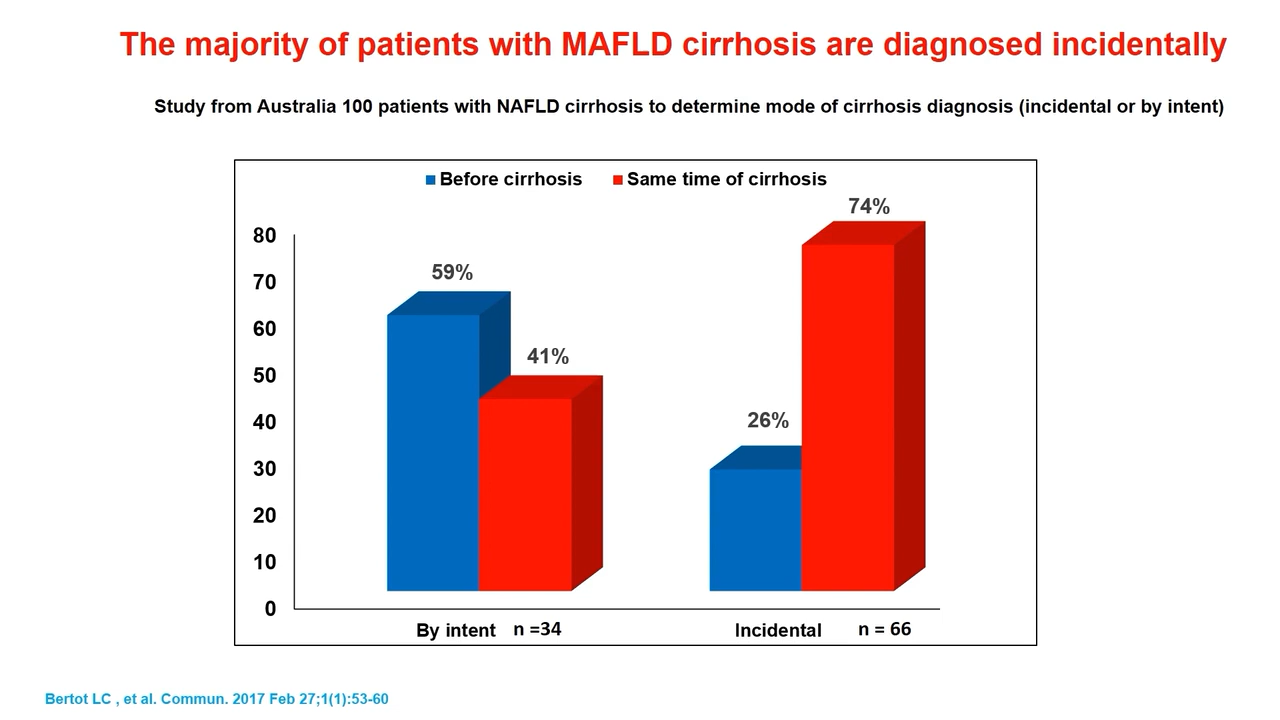 The majority of patients with MAFLD cirrhosis are diagnosed incidentally
Study from Australia 100 patients with NAFLD cirrhosis to determine mode of cirrhosis diagnosis (incidental or by intent)
Before cirrhosis Same time of cirrhosis
74%
80
59%
70
60
41%
50
40
26%
30
20
10
0
By intent n =34 Incidental n = 66
Bertot LC , et al. Commun. 2017 Feb 27;1(1):53-60